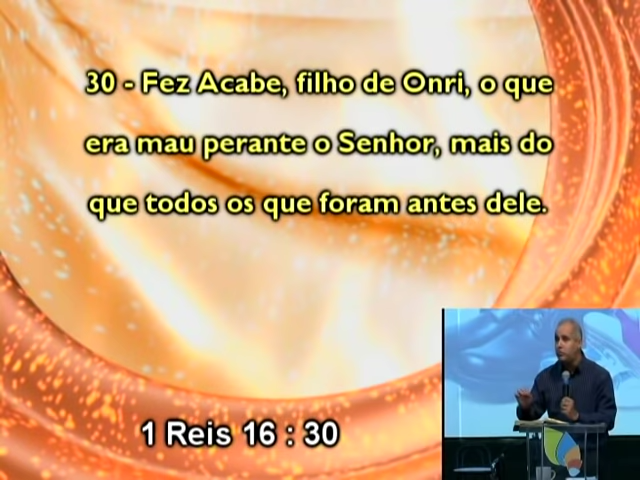 30 - Fez Acabe, filho de Onri, o que
era mau perante o Senhor, mais do
que todos os que foram antes dele.
1 Reis 16 : 30